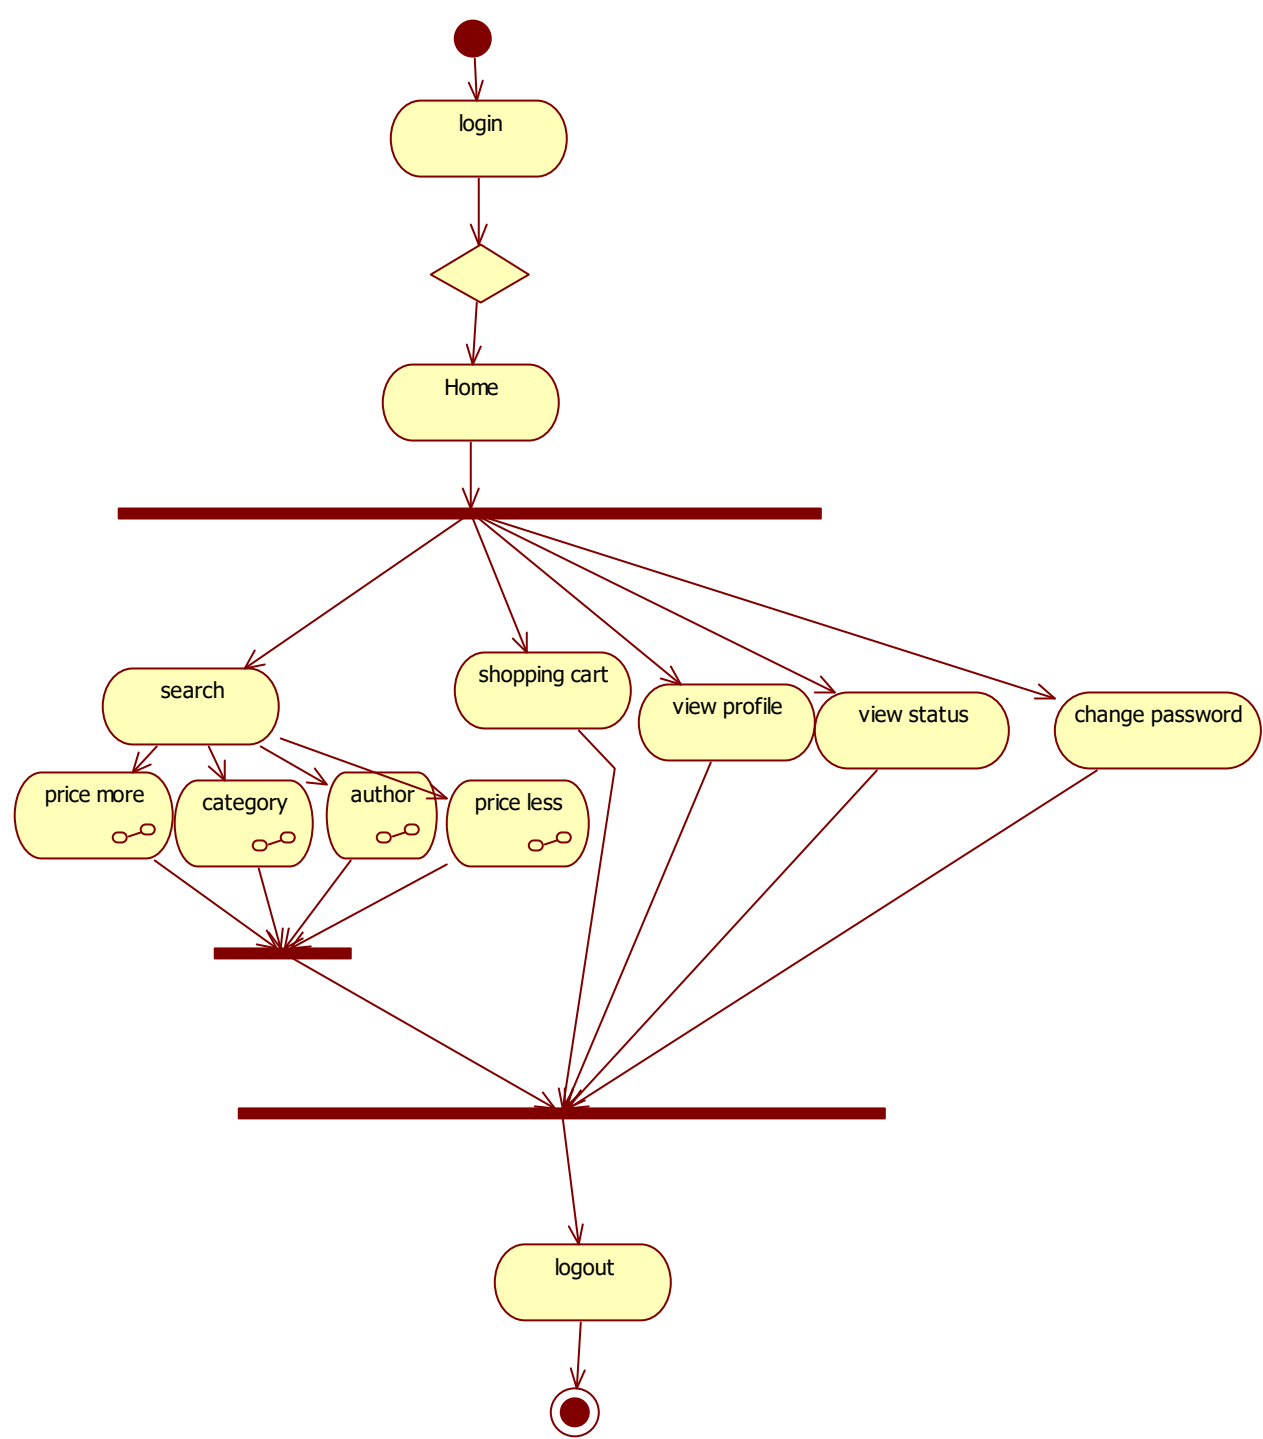 login
Home
search
shopping cart
view profile
view status
change password
price more
category
author
price less
logout